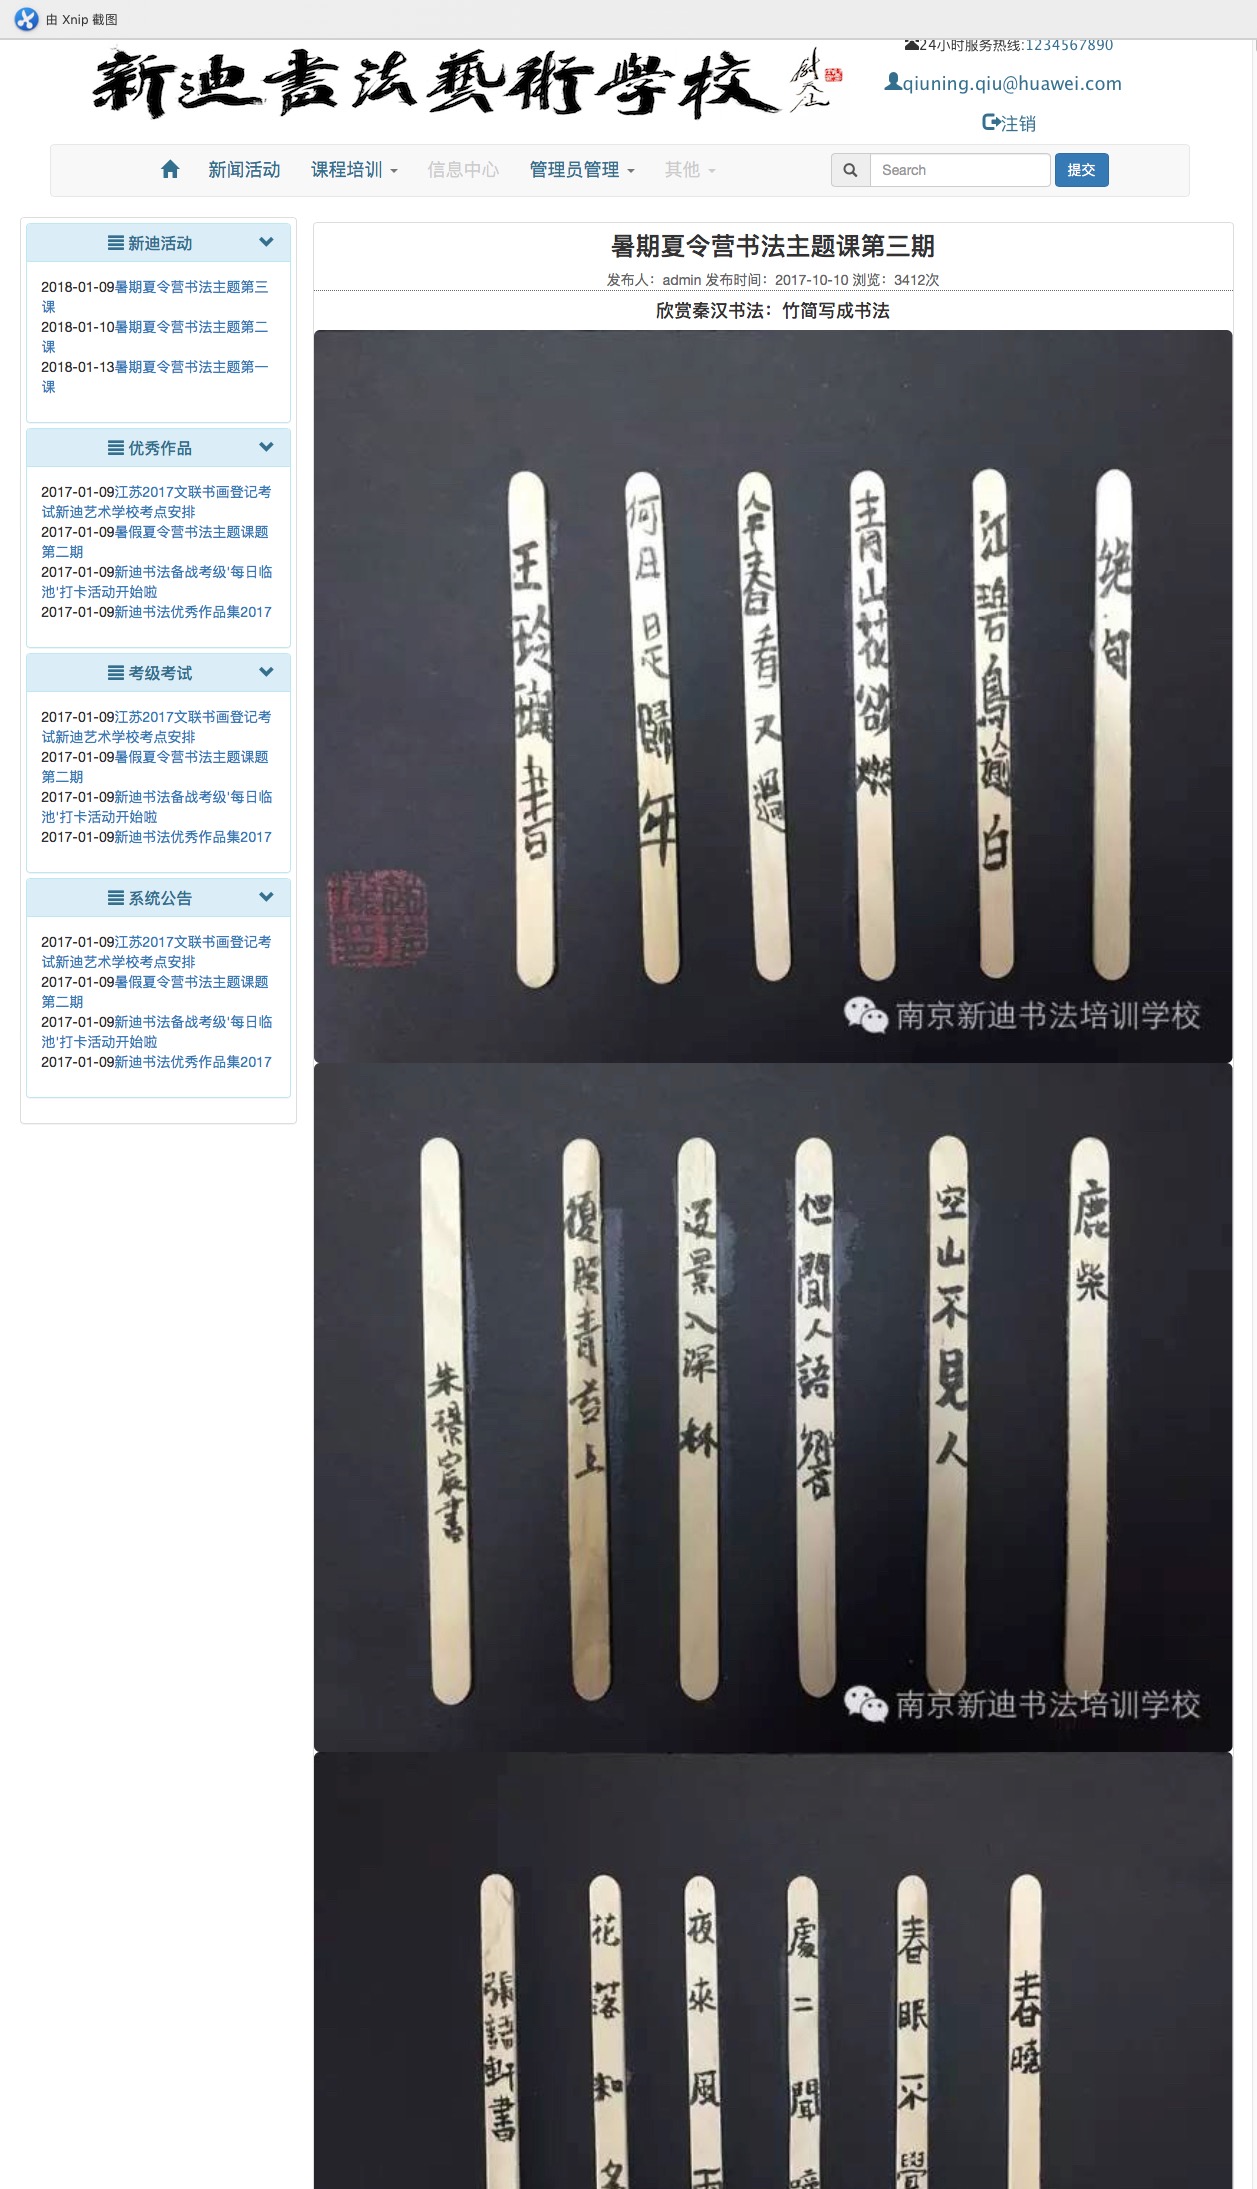 由 Xnip 截图
新迪書法藝術學校
24小时服务热线:1234567890
qiuning.qiu@huawei.com
注销
新闻活动 课程培训 信息中心 管理员管理 其他 Search 提交
新迪活动
2018-01-09暑期夏令营书法主题第三
课
2018-01-10暑期夏令营书法主题第二
课
2018-01-13暑期夏令营书法主题第一
课
优秀作品
2017-01-09江苏2017文联书画登记考
试新迪艺术学校考点安排
2017-01-09暑假夏令营书法主题课题
第二期
2017-01-09新迪书法备战考级'每日临
池'打卡活动开始啦
2017-01-09新迪书法优秀作品集2017
考级考试
2017-01-09江苏2017文联书画登记考
试新迪艺术学校考点安排
2017-01-09暑假夏令营书法主题课题
第二期
2017-01-09新迪书法备战考级'每日临
池'打卡活动开始啦
2017-01-09新迪书法优秀作品集2017
系统公告
2017-01-09江苏2017文联书画登记考
试新迪艺术学校考点安排
2017-01-09暑假夏令营书法主题课题
第二期
2017-01-09新迪书法备战考级'每日临
池'打卡活动开始啦
2017-01-09新迪书法优秀作品集2017
暑期夏令营书法主题课第三期
发布人：admin 发布时间：2017-10-10 浏览：3412次
欣赏秦汉书法：竹简写成书法
绝句
江碧鳥逾白
青山花欲燃
今春看又過
何日是歸年
王玲書
南京新迪书法培训学校
鹿柴
空山不見人
但聞人語響
返景入深林
復照青苔上
朱宸書
南京新迪书法培训学校
春曉
春眠不覺
處二聞
夜來風雨
花落知多
張軒書